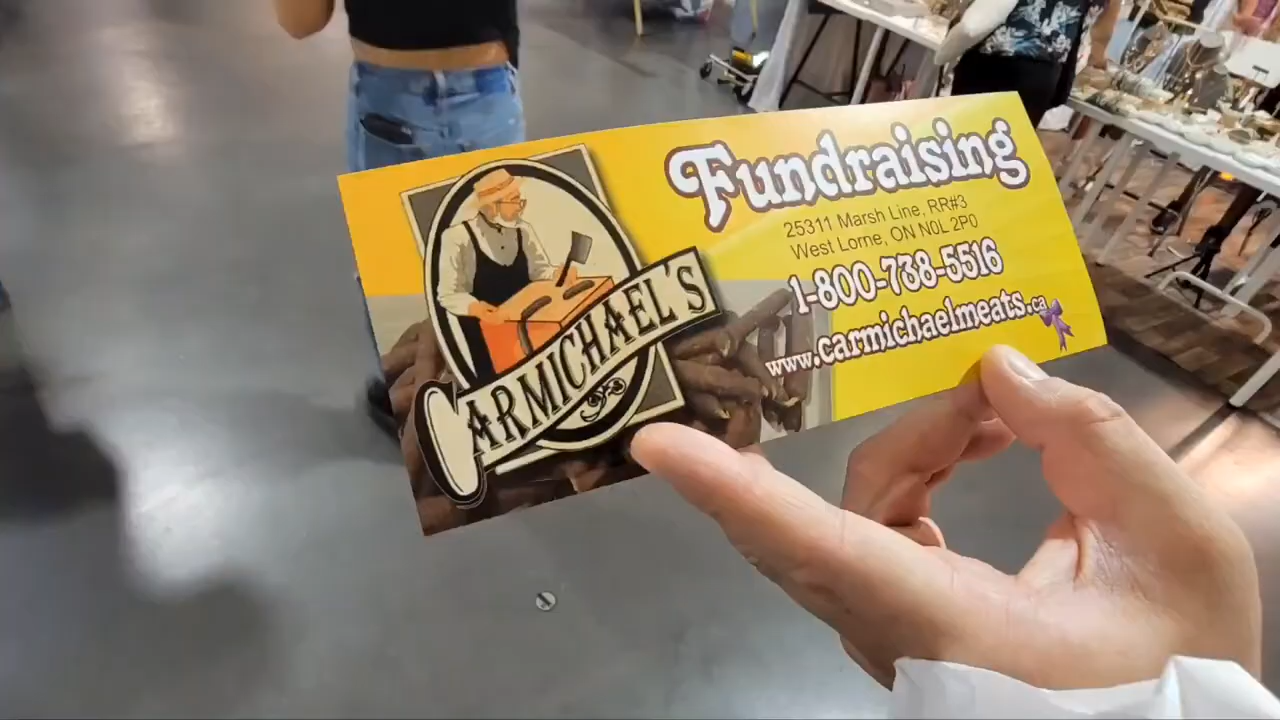 CARMICHAEL'S
Fundraising
25311 Marsh Line, RR#3
West Lorne, ON N0L 2P0
1-800-738-5516
www.carmichaelmeats.ca